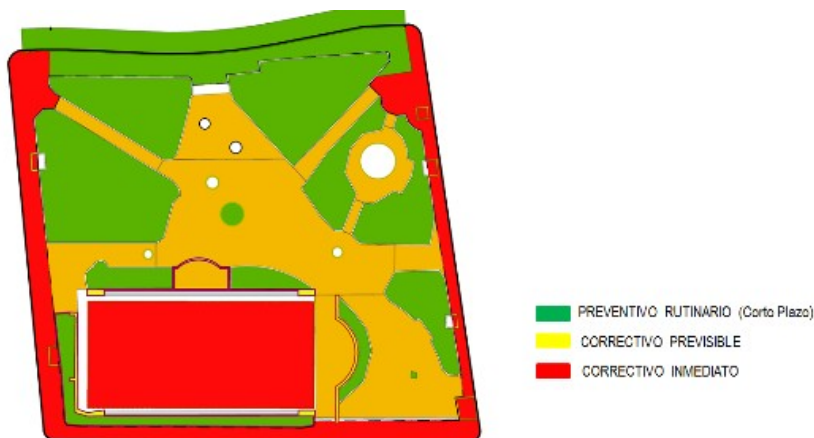 PREVENTIVO RUTINARIO (Corto Plazo)
CORRECTIVO PREVISIBLE
CORRECTIVO INMEDIATO